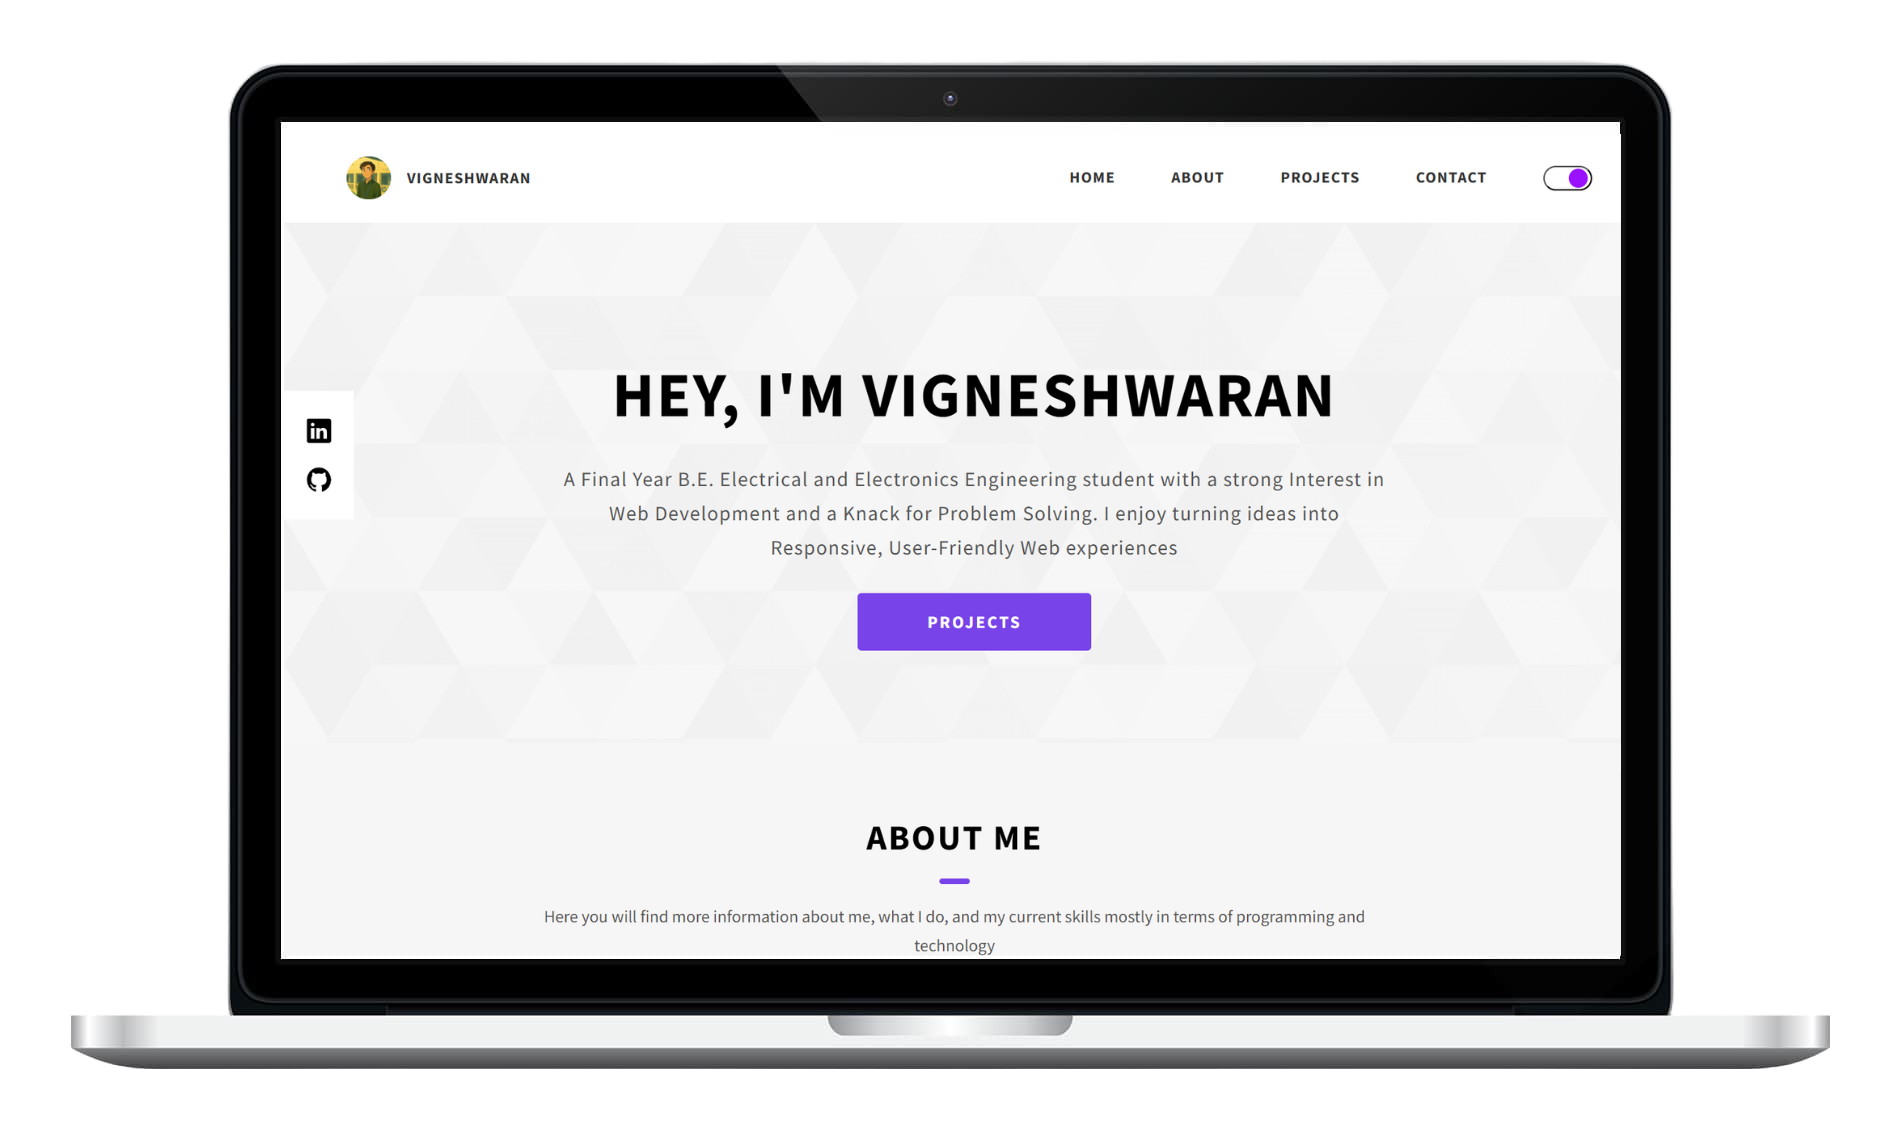 VIGNESHWARAN
HOME
ABOUT
PROJECTS
CONTACT
HEY, I'M VIGNESHWARAN
in
A Final Year B.E. Electrical and Electronics Engineering student with a strong Interest in
Web Development and a Knack for Problem Solving. I enjoy turning ideas into
Responsive, User-Friendly Web experiences
PROJECTS
ABOUT ME
Here you will find more information about me, what I do, and my current skills mostly in terms of programming and
technology